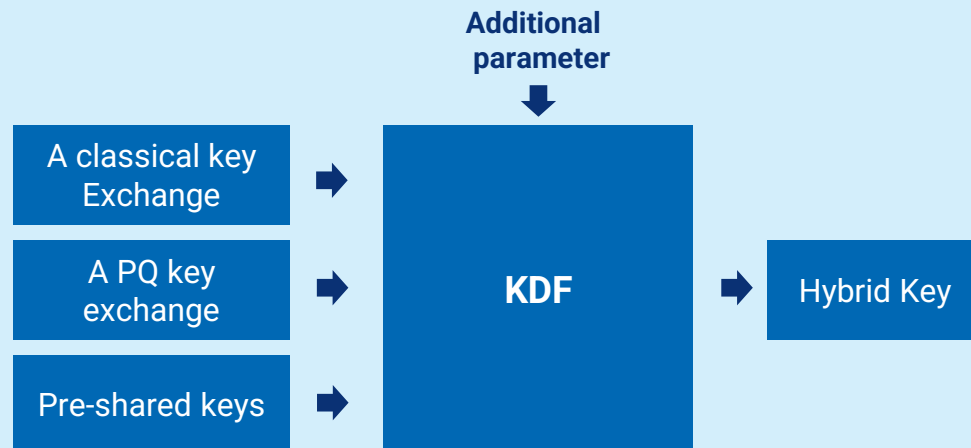 Additional
parameter
A classical key
Exchange
A PQ key
exchange
KDF
Hybrid Key
Pre-shared keys